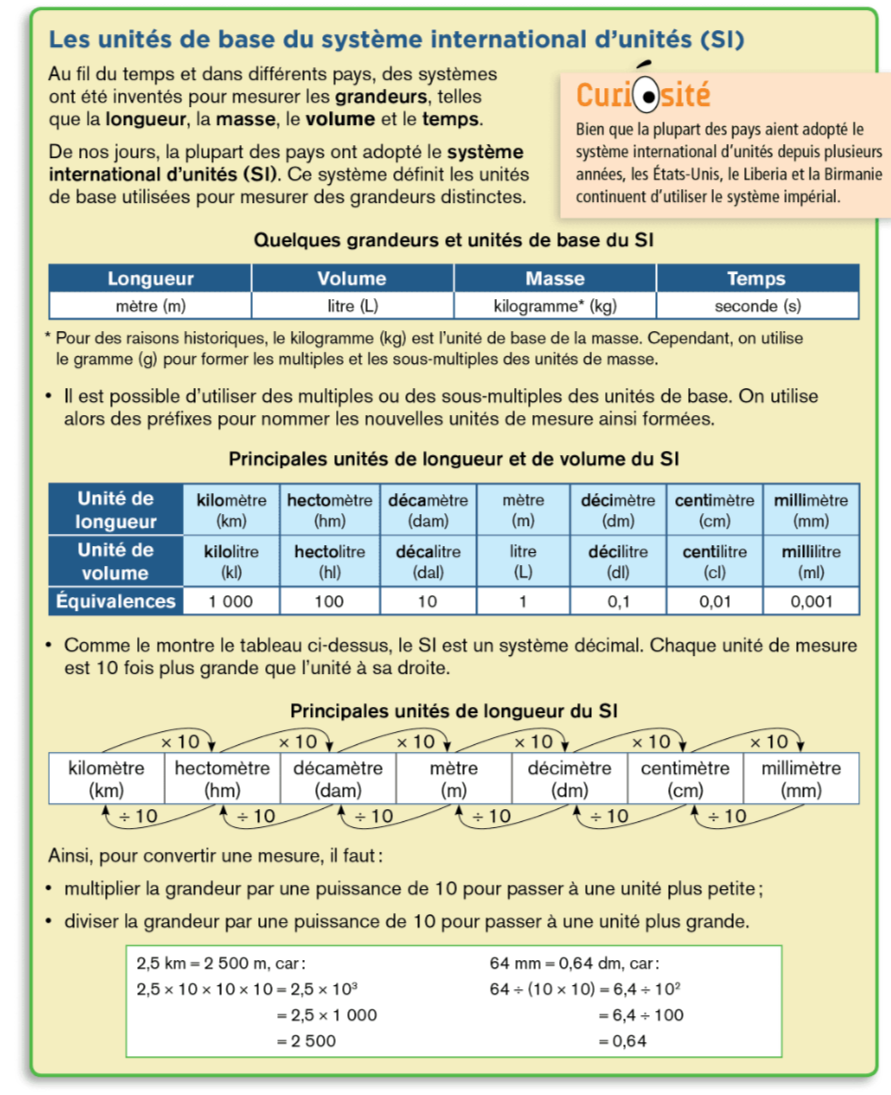 Les unités de base du système international d'unités (SI)
Au fil du temps et dans différents pays, des systèmes
ont été inventés pour mesurer les grandeurs, telles
que la longueur, la masse, le volume et le temps.
De nos jours, la plupart des pays ont adopté le système
international d'unités (SI). Ce système définit les unités
de base utilisées pour mesurer des grandeurs distinctes.
Curiosité
Bien que la plupart des pays aient adopté le
système international d'unités depuis plusieurs
années, les États-Unis, le Liberia et la Birmanie
continuent d'utiliser le système impérial.
Quelques grandeurs et unités de base du SI
Longueur Volume Masse Temps
mètre (m) litre (L) kilogramme* (kg) seconde (s)
* Pour des raisons historiques, le kilogramme (kg) est l'unité de base de la masse. Cependant, on utilise
le gramme (g) pour former les multiples et les sous-multiples des unités de masse.
• Il est possible d'utiliser des multiples ou des sous-multiples des unités de base. On utilise
alors des préfixes pour nommer les nouvelles unités de mesure ainsi formées.
Principales unités de longueur et de volume du SI
Unité de longueur kilomètre (km) hectomètre (hm) décamètre (dam) mètre (m) décimètre (dm) centimètre (cm) millimètre (mm)
Unité de volume kilolitre (kl) hectolitre (hl) décalitre (dal) litre (L) décilitre (dl) centilitre (cl) millilitre (ml)
Équivalences 1 000 100 10 1 0,1 0,01 0,001
• Comme le montre le tableau ci-dessus, le SI est un système décimal. Chaque unité de mesure
est 10 fois plus grande que l'unité à sa droite.
Principales unités de longueur du SI
× 10 × 10 × 10 × 10 × 10 × 10
kilomètre (km) hectomètre (hm) décamètre (dam) mètre (m) décimètre (dm) centimètre (cm) millimètre (mm)
÷ 10 ÷ 10 ÷ 10 ÷ 10 ÷ 10 ÷ 10
Ainsi, pour convertir une mesure, il faut :
• multiplier la grandeur par une puissance de 10 pour passer à une unité plus petite ;
• diviser la grandeur par une puissance de 10 pour passer à une unité plus grande.
2,5 km = 2 500 m, car :
2,5 × 10 × 10 × 10 = 2,5 × 10³
= 2,5 × 1 000
= 2 500
64 mm = 0,64 dm, car :
64 ÷ (10 × 10) = 6,4 ÷ 10²
= 6,4 ÷ 100
= 0,64